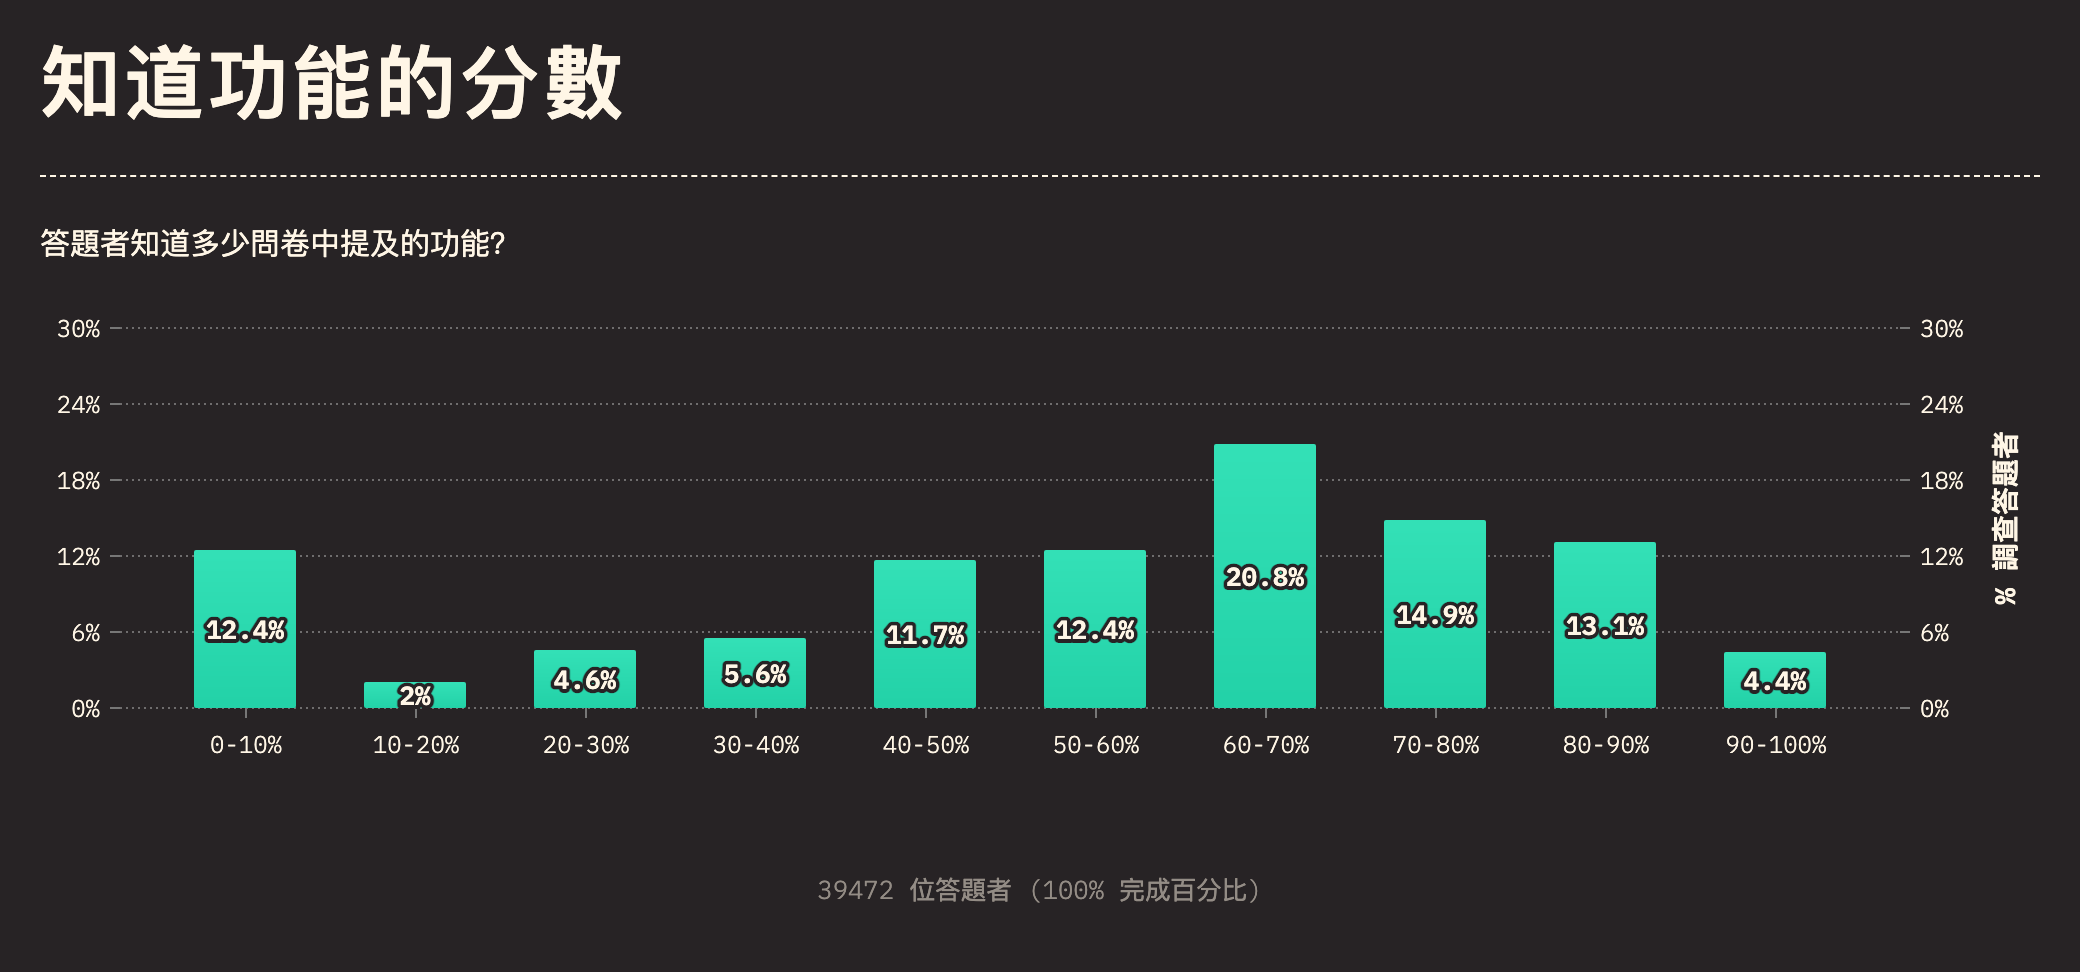 知道功能的分數
答題者知道多少問卷中提及的功能?
30% 30%
24% 24%
18% 18%
12% 12%
6% 6%
0% 0%
% 調查答題者
12.4% 2% 4.6% 5.6% 11.7% 12.4% 20.8% 14.9% 13.1% 4.4%
0-10% 10-20% 20-30% 30-40% 40-50% 50-60% 60-70% 70-80% 80-90% 90-100%
39472 位答題者 (100% 完成百分比)